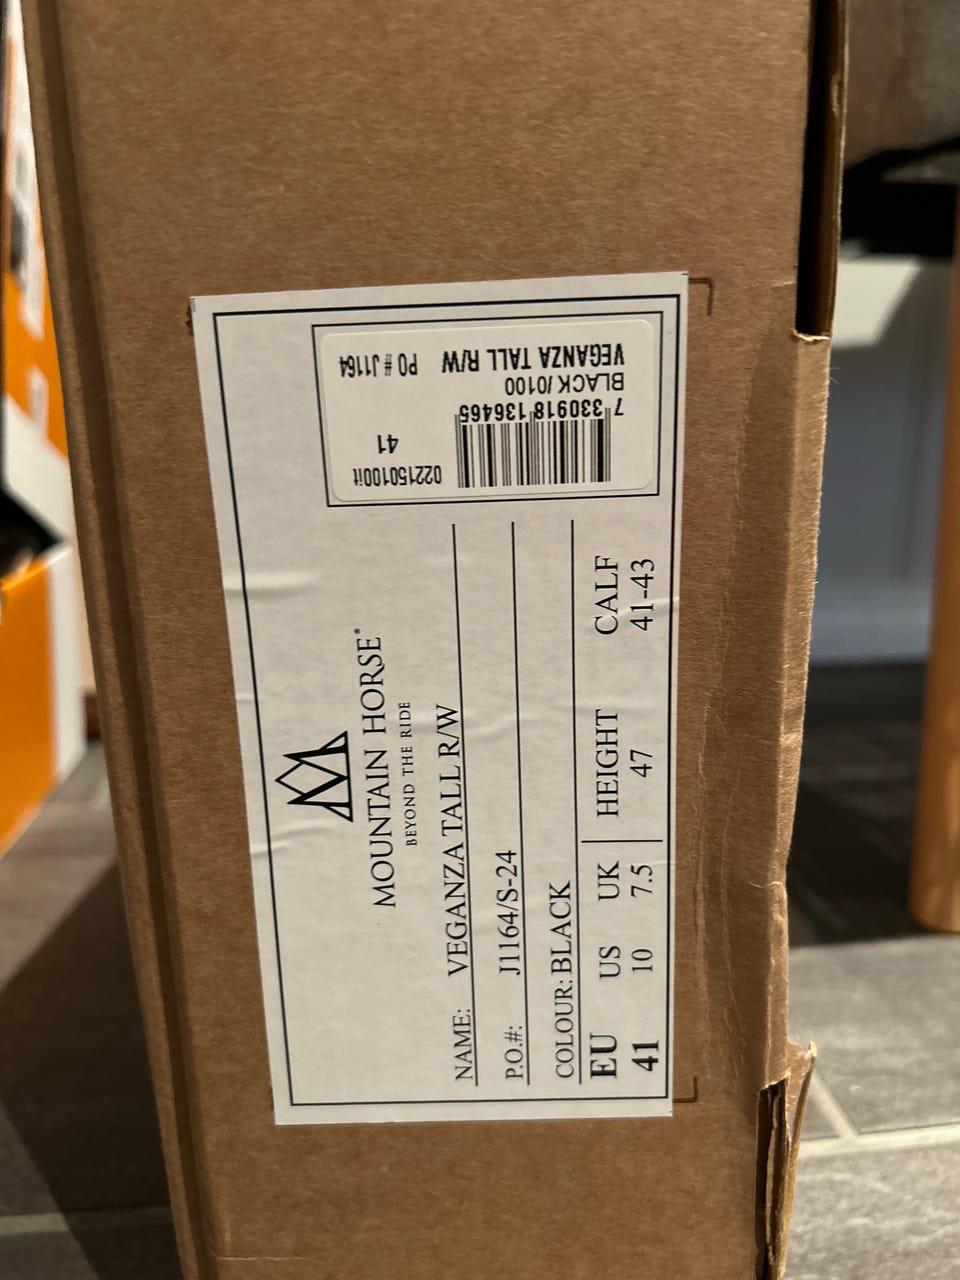 MOUNTAIN HORSE®
BEYOND THE RIDE
NAME: VEGANZA TALL R/W
P.O.#: J1164/S-24
COLOUR: BLACK
EU US UK HEIGHT CALF
41 10 7.5 47 41-43
022150100it
41
7 330918 136465
BLACK /0100
VEGANZA TALL R/W PO # J1164